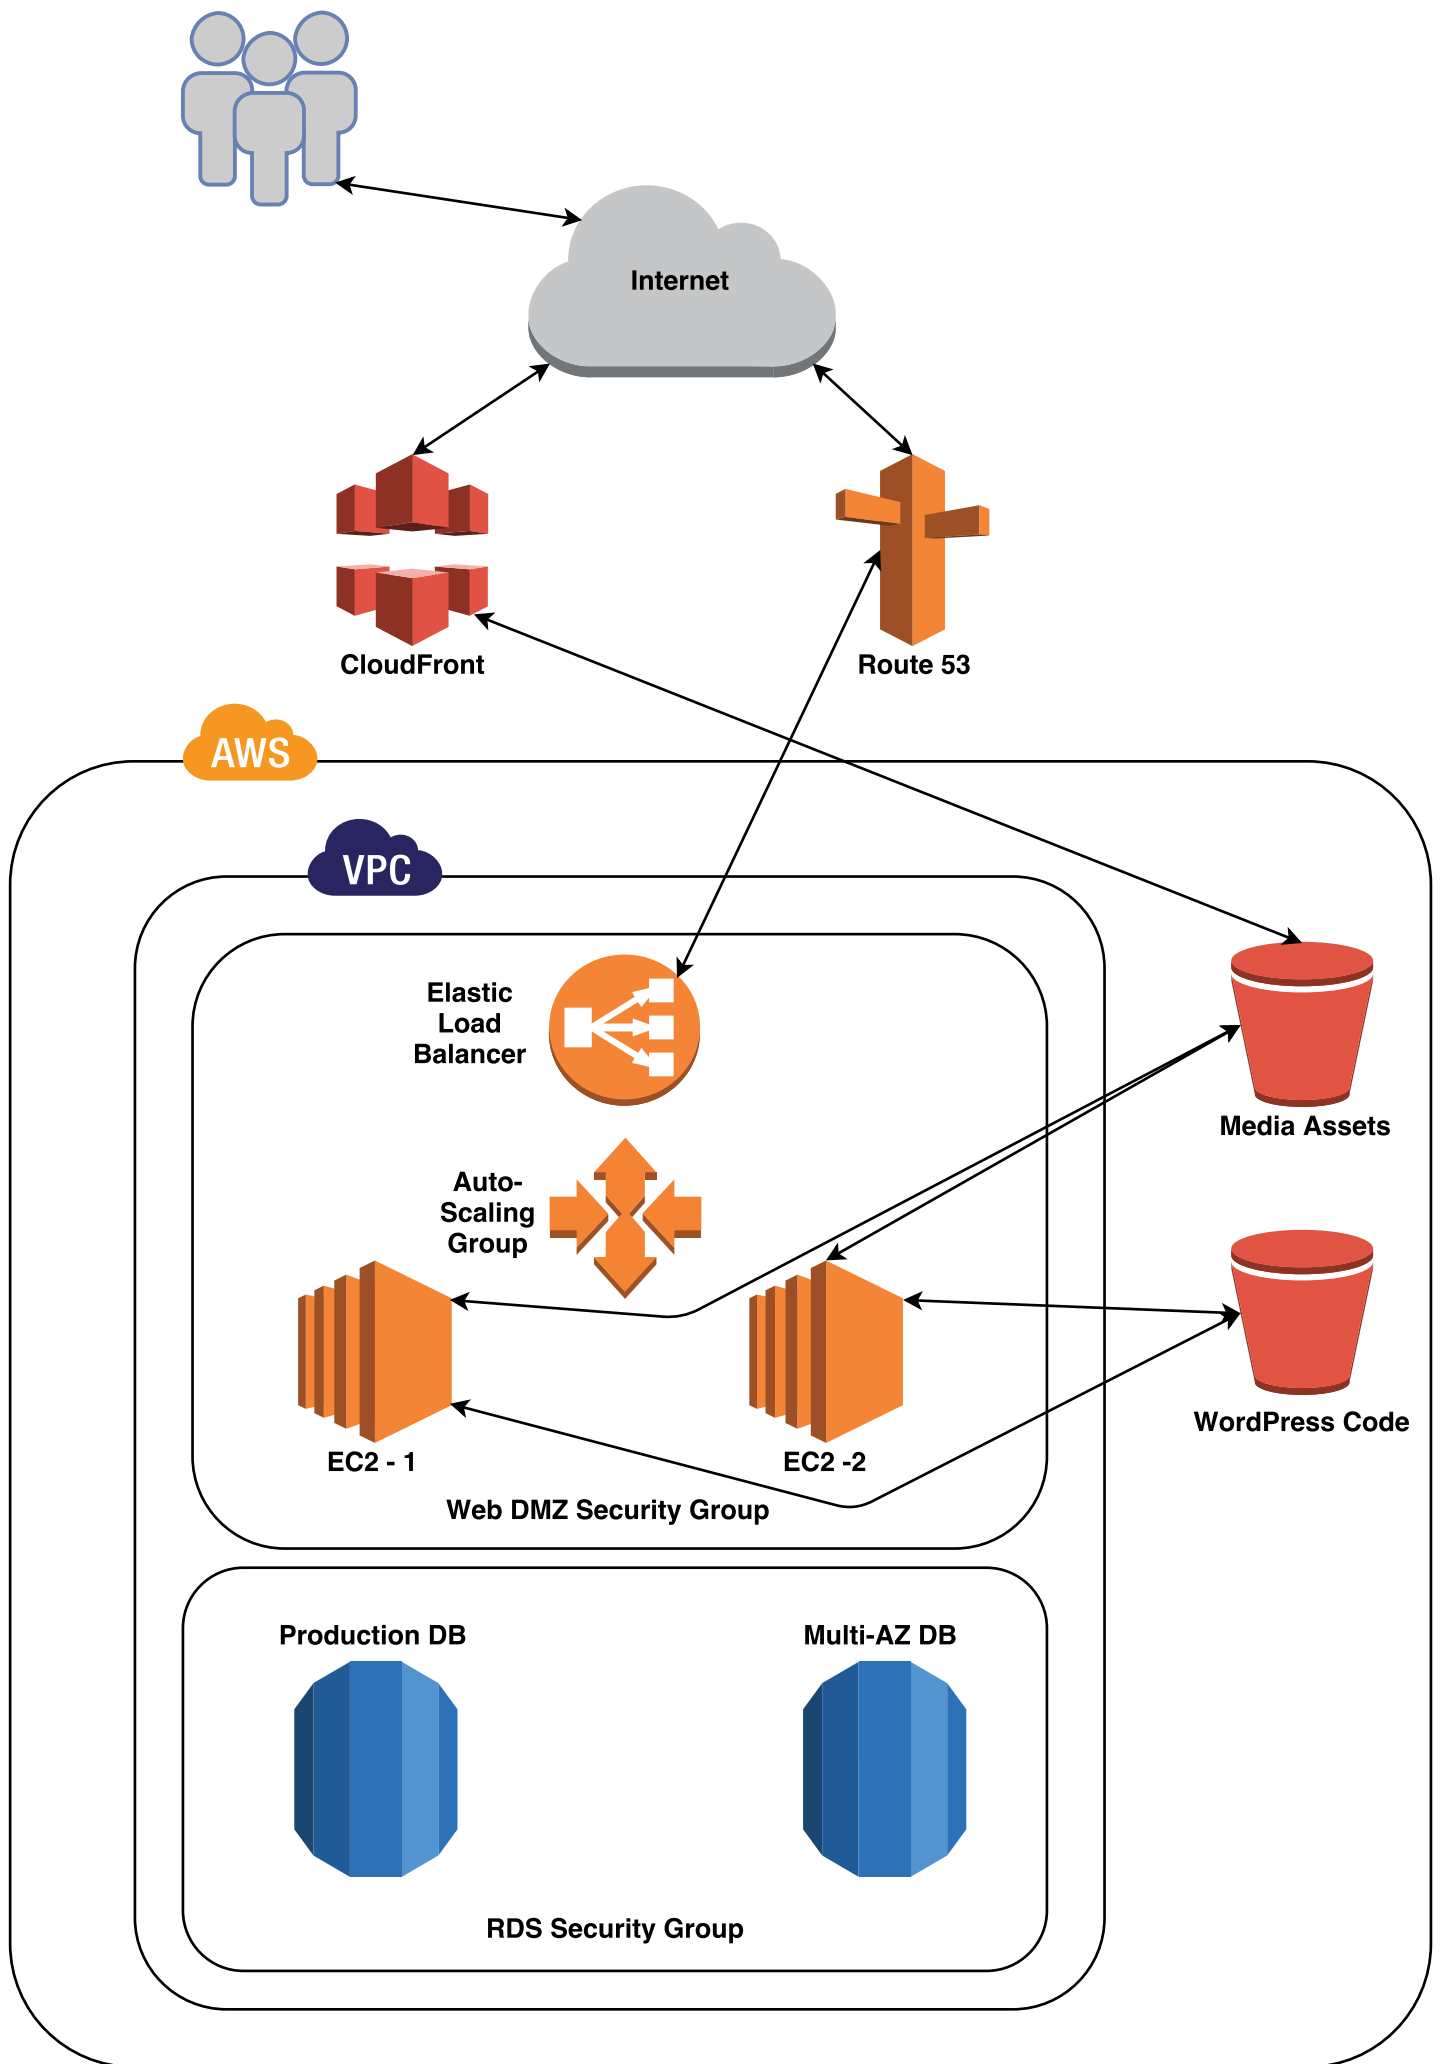 Internet
CloudFront
Route 53
AWS
VPC
Elastic
Load
Balancer
Media Assets
Auto-
Scaling
Group
WordPress Code
EC2 - 1
EC2 -2
Web DMZ Security Group
Production DB
Multi-AZ DB
RDS Security Group